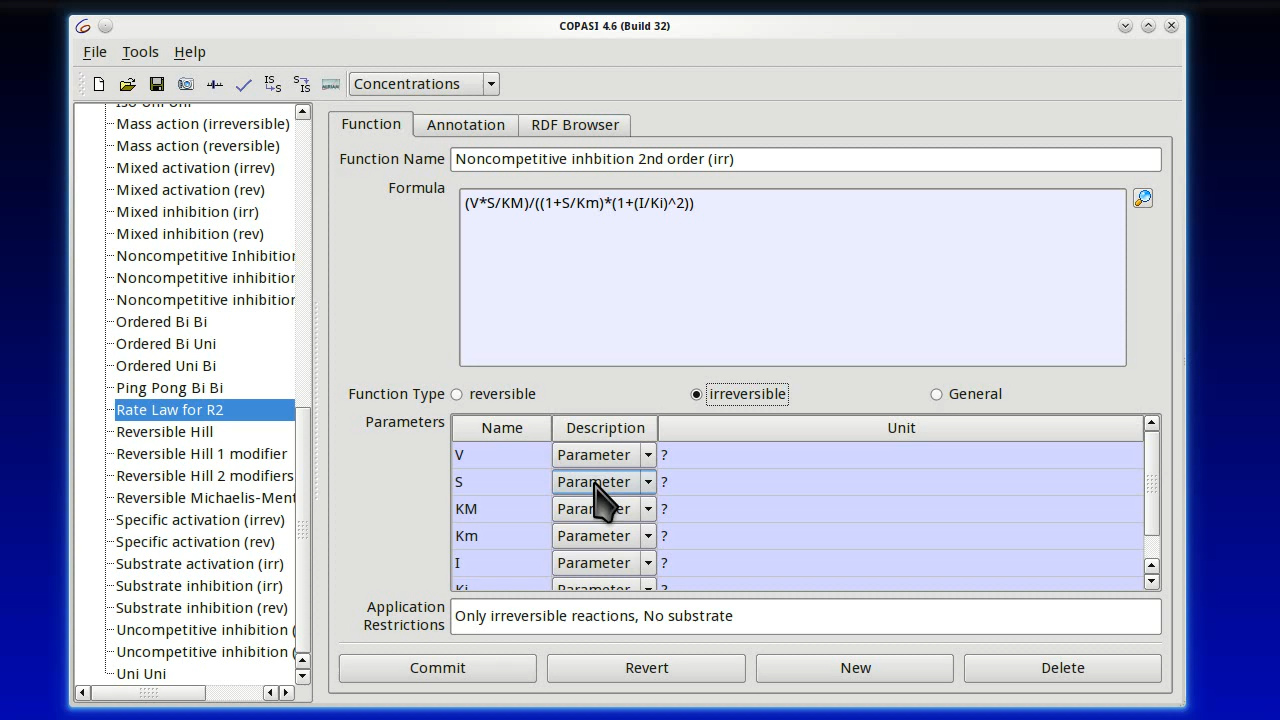 COPASI 4.6 (Build 32)
File Tools Help
IS S S IS Concentrations
Mass action (irreversible)
Mass action (reversible)
Mixed activation (irrev)
Mixed activation (rev)
Mixed inhibition (irr)
Mixed inhibition (rev)
Noncompetitive Inhibition
Noncompetitive inhibition
Noncompetitive inhibition
Ordered Bi Bi
Ordered Bi Uni
Ordered Uni Bi
Ping Pong Bi Bi
Rate Law for R2
Reversible Hill
Reversible Hill 1 modifier
Reversible Hill 2 modifiers
Reversible Michaelis-Ment
Specific activation (irrev)
Specific activation (rev)
Substrate activation (irr)
Substrate inhibition (irr)
Substrate inhibition (rev)
Uncompetitive inhibition (
Uncompetitive inhibition (
Uni Uni
Function Annotation RDF Browser
Function Name Noncompetitive inhbition 2nd order (irr)
Formula (V*S/KM)/((1+S/Km)*(1+(I/Ki)^2))
Function Type reversible irreversible General
Parameters Name Description Unit
V Parameter ?
S Parameter ?
KM Parameter ?
Km Parameter ?
I Parameter ?
Ki Parameter ?
Application Restrictions Only irreversible reactions, No substrate
Commit Revert New Delete